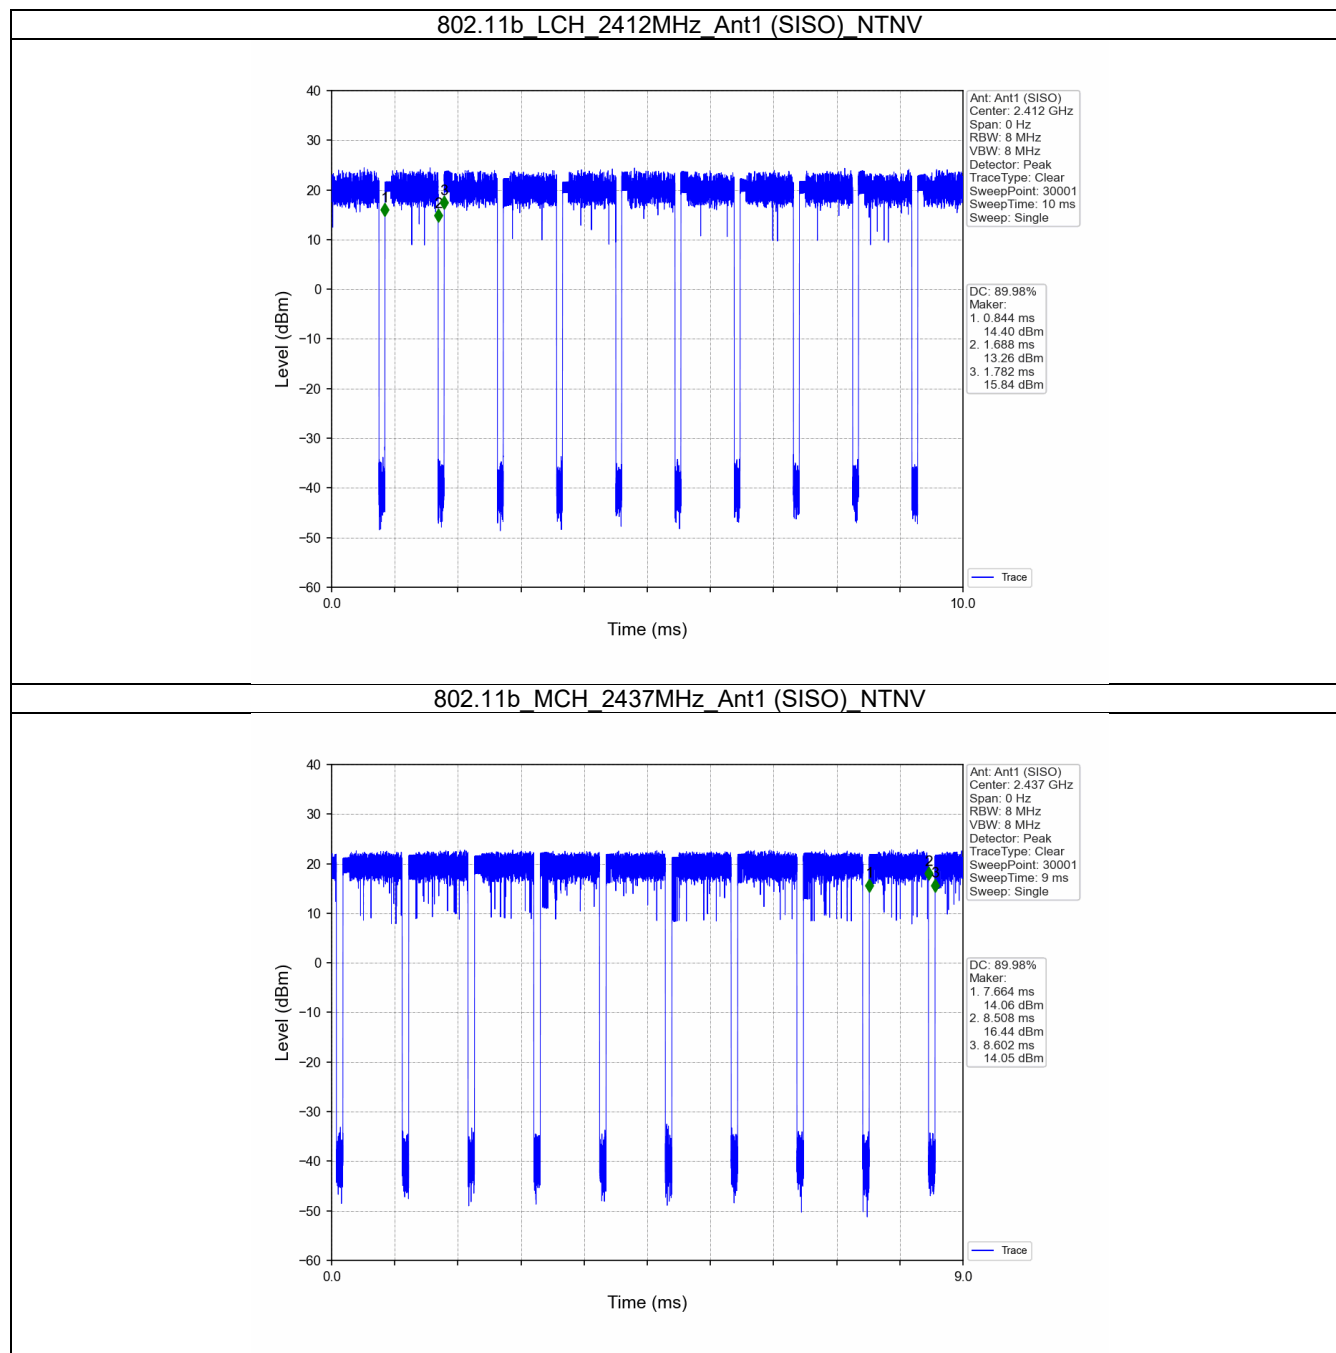 802.11b_LCH_2412MHz_Ant1 (SISO)_NTNV
40
30
20
10
0
−10
−20
−30
−40
−50
−60
Level (dBm)
0.0
10.0
Time (ms)
1
2
3
Ant: Ant1 (SISO)
Center: 2.412 GHz
Span: 0 Hz
RBW: 8 MHz
VBW: 8 MHz
Detector: Peak
TraceType: Clear
SweepPoint: 30001
SweepTime: 10 ms
Sweep: Single
DC: 89.98%
Maker:
1. 0.844 ms
14.40 dBm
2. 1.688 ms
13.26 dBm
3. 1.782 ms
15.84 dBm
Trace
802.11b_MCH_2437MHz_Ant1 (SISO)_NTNV
40
30
20
10
0
−10
−20
−30
−40
−50
−60
Level (dBm)
0.0
9.0
Time (ms)
1
2
3
Ant: Ant1 (SISO)
Center: 2.437 GHz
Span: 0 Hz
RBW: 8 MHz
VBW: 8 MHz
Detector: Peak
TraceType: Clear
SweepPoint: 30001
SweepTime: 9 ms
Sweep: Single
DC: 89.98%
Maker:
1. 7.664 ms
14.06 dBm
2. 8.508 ms
16.44 dBm
3. 8.602 ms
14.05 dBm
Trace